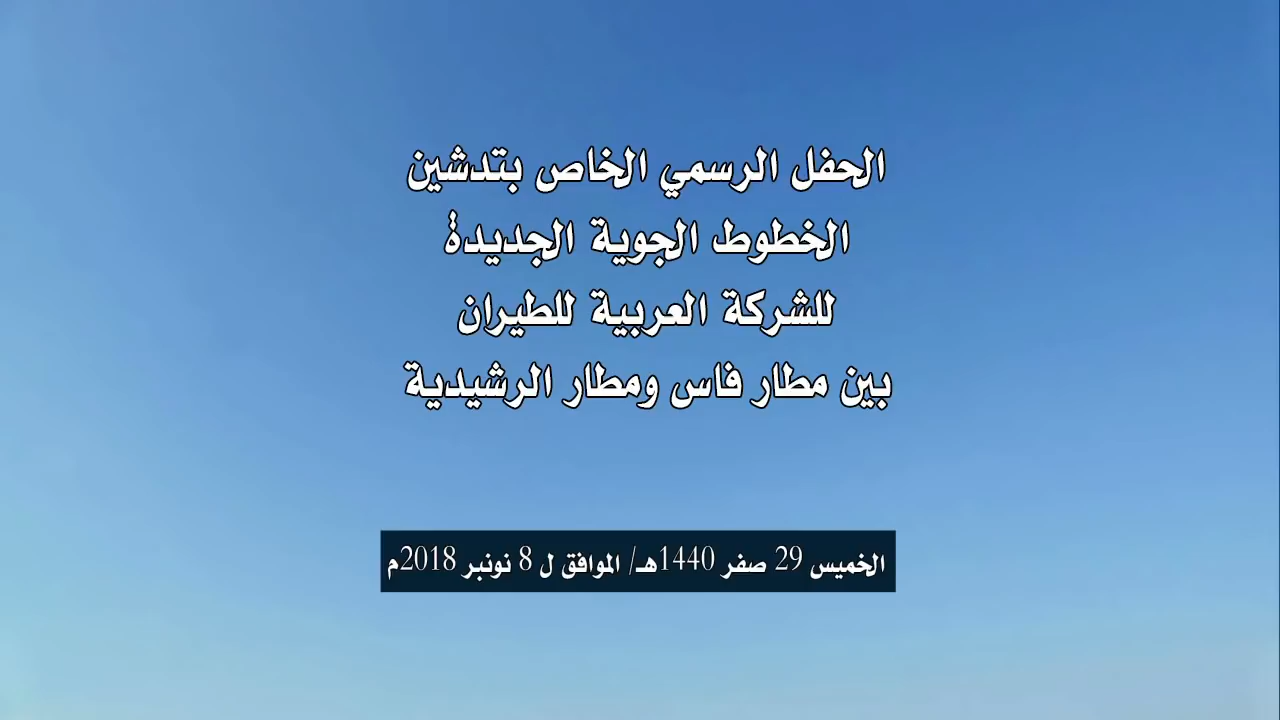 الحفل الرسمي الخاص بتدشين
الخطوط الجوية الجديدة
للشركة العربية للطيران
بين مطار فاس ومطار الرشيدية
الخميس 29 صفر 1440هـ/ الموافق ل 8 نونبر 2018م